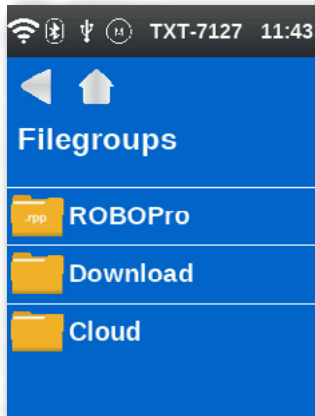 M TXT-7127 11:43
Filegroups
.rpp ROBOPro
Download
Cloud